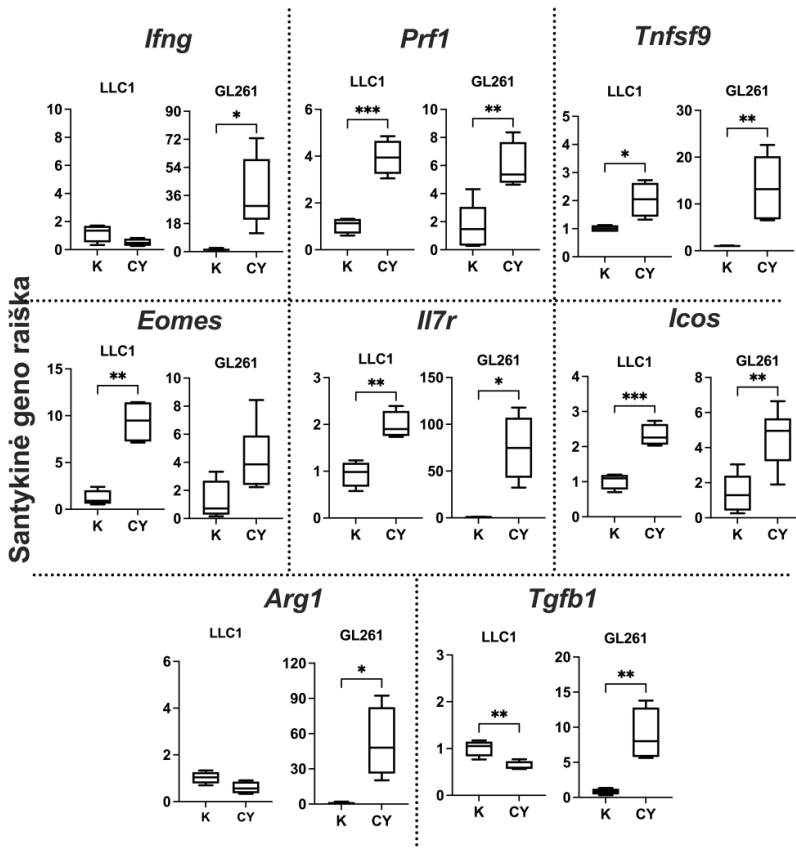 Santykinė geno raiška
Ifng
LLC1
10
8
6
4
2
0
K CY
GL261
90
72
54
36
18
0
*
K CY
Prf1
LLC1
6
4
2
0
***
K CY
GL261
10
8
6
4
2
0
**
K CY
Tnfsf9
LLC1
5
4
3
2
1
0
*
K CY
GL261
30
20
10
0
**
K CY
Eomes
LLC1
15
10
5
0
**
K CY
GL261
10
8
6
4
2
0
K CY
Il7r
LLC1
3
2
1
0
**
K CY
GL261
150
100
50
0
*
K CY
Icos
LLC1
4
3
2
1
0
***
K CY
GL261
8
6
4
2
0
**
K CY
Arg1
LLC1
6
4
2
0
K CY
GL261
120
90
60
30
0
*
K CY
Tgfb1
LLC1
3
2
1
0
**
K CY
GL261
20
15
10
5
0
**
K CY